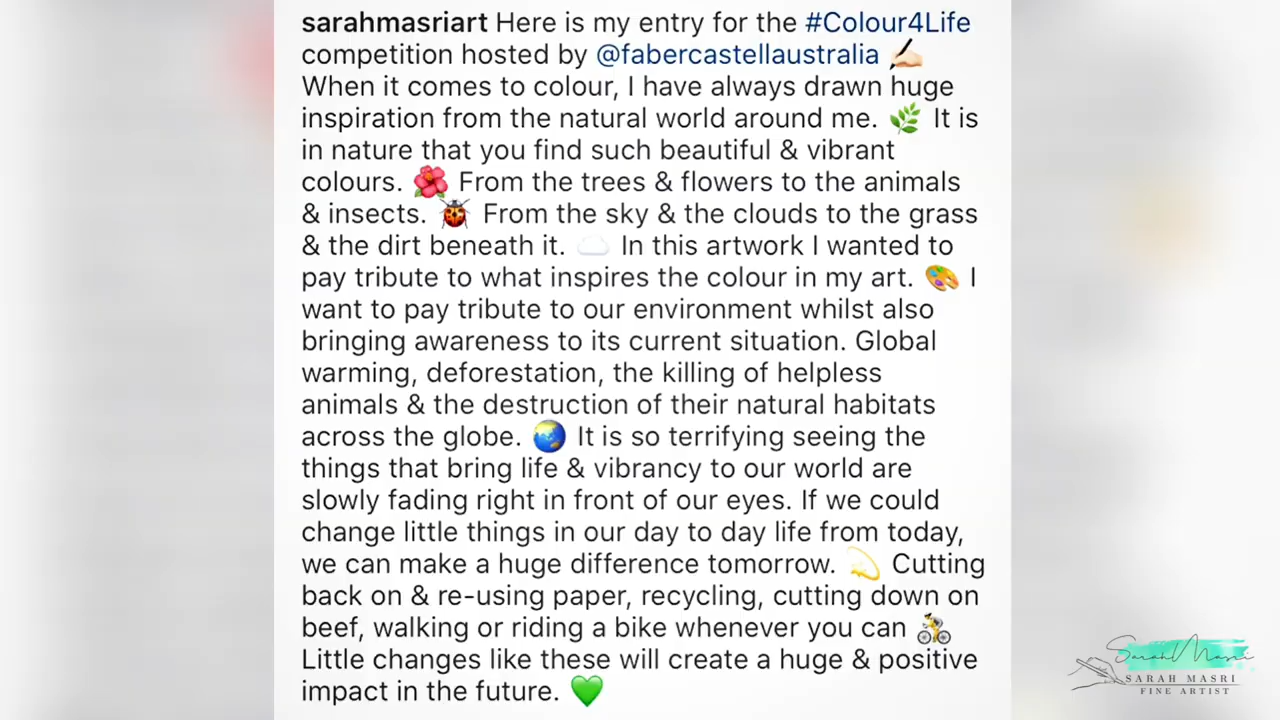 sarahmasriart Here is my entry for the #Colour4Life
competition hosted by @fabercastellaustralia ✍🏻
When it comes to colour, I have always drawn huge
inspiration from the natural world around me. 🌿 It is
in nature that you find such beautiful & vibrant
colours. 🌺 From the trees & flowers to the animals
& insects. 🐞 From the sky & the clouds to the grass
& the dirt beneath it. ☁️ In this artwork I wanted to
pay tribute to what inspires the colour in my art. 🎨 I
want to pay tribute to our environment whilst also
bringing awareness to its current situation. Global
warming, deforestation, the killing of helpless
animals & the destruction of their natural habitats
across the globe. 🌏 It is so terrifying seeing the
things that bring life & vibrancy to our world are
slowly fading right in front of our eyes. If we could
change little things in our day to day life from today,
we can make a huge difference tomorrow. 💫 Cutting
back on & re-using paper, recycling, cutting down on
beef, walking or riding a bike whenever you can 🚴
Little changes like these will create a huge & positive
impact in the future. 💚
Sarah Masri
SARAH MASRI
FINE ARTIST